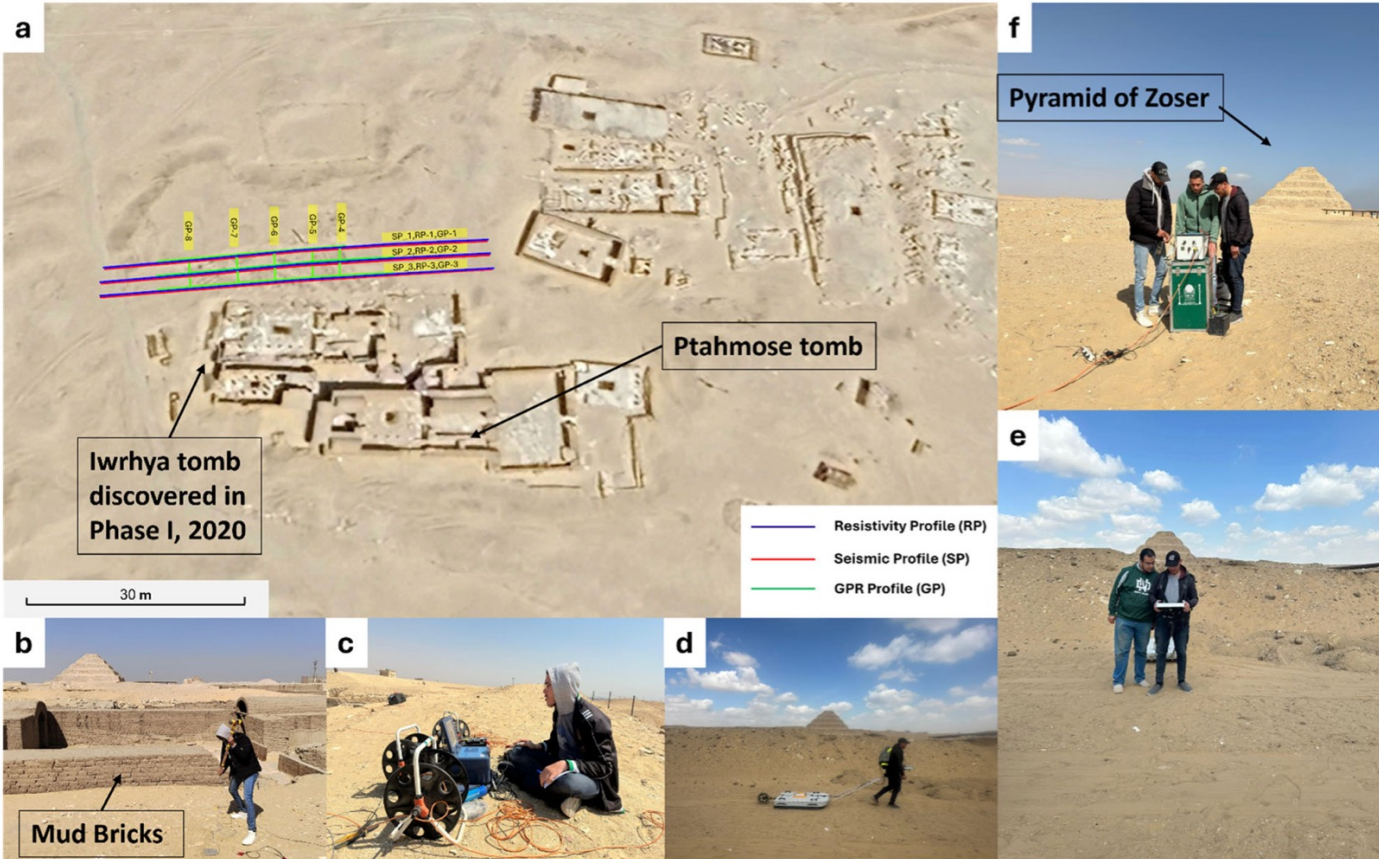 a
GP-8
GP-7
GP-6
GP-5
GP-4
SP_1,RP-1,GP-1
SP_2,RP-2,GP-2
SP_3,RP-3,GP-3
Ptahmose tomb
Iwrhya tomb
discovered in
Phase I, 2020
30 m
Resistivity Profile (RP)
Seismic Profile (SP)
GPR Profile (GP)
b
Mud Bricks
c
d
f
Pyramid of Zoser
e